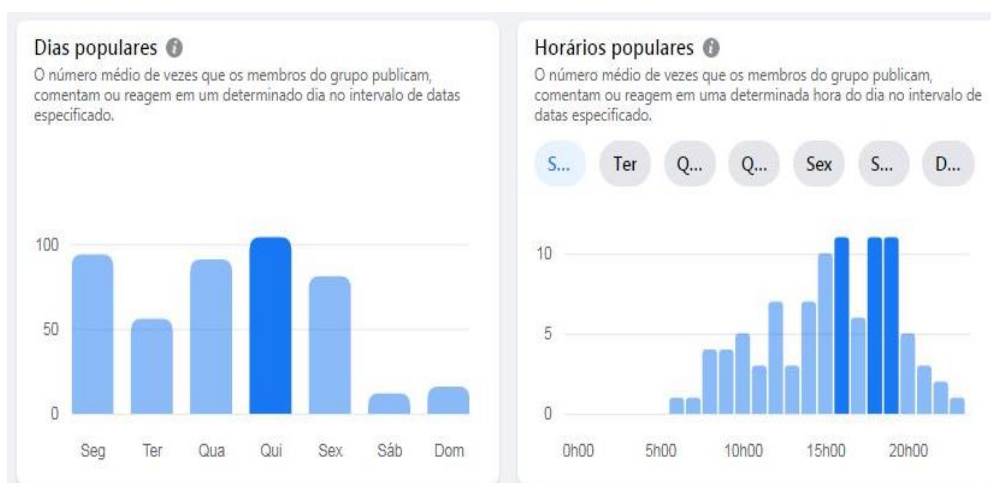 Dias populares
O número médio de vezes que os membros do grupo publicam,
comentam ou reagem em um determinado dia no intervalo de datas
especificado.
100
50
0
Seg Ter Qua Qui Sex Sáb Dom
Horários populares
O número médio de vezes que os membros do grupo publicam,
comentam ou reagem em uma determinada hora do dia no intervalo de
datas especificado.
S... Ter Q... Q... Sex S... D...
10
5
0
0h00 5h00 10h00 15h00 20h00